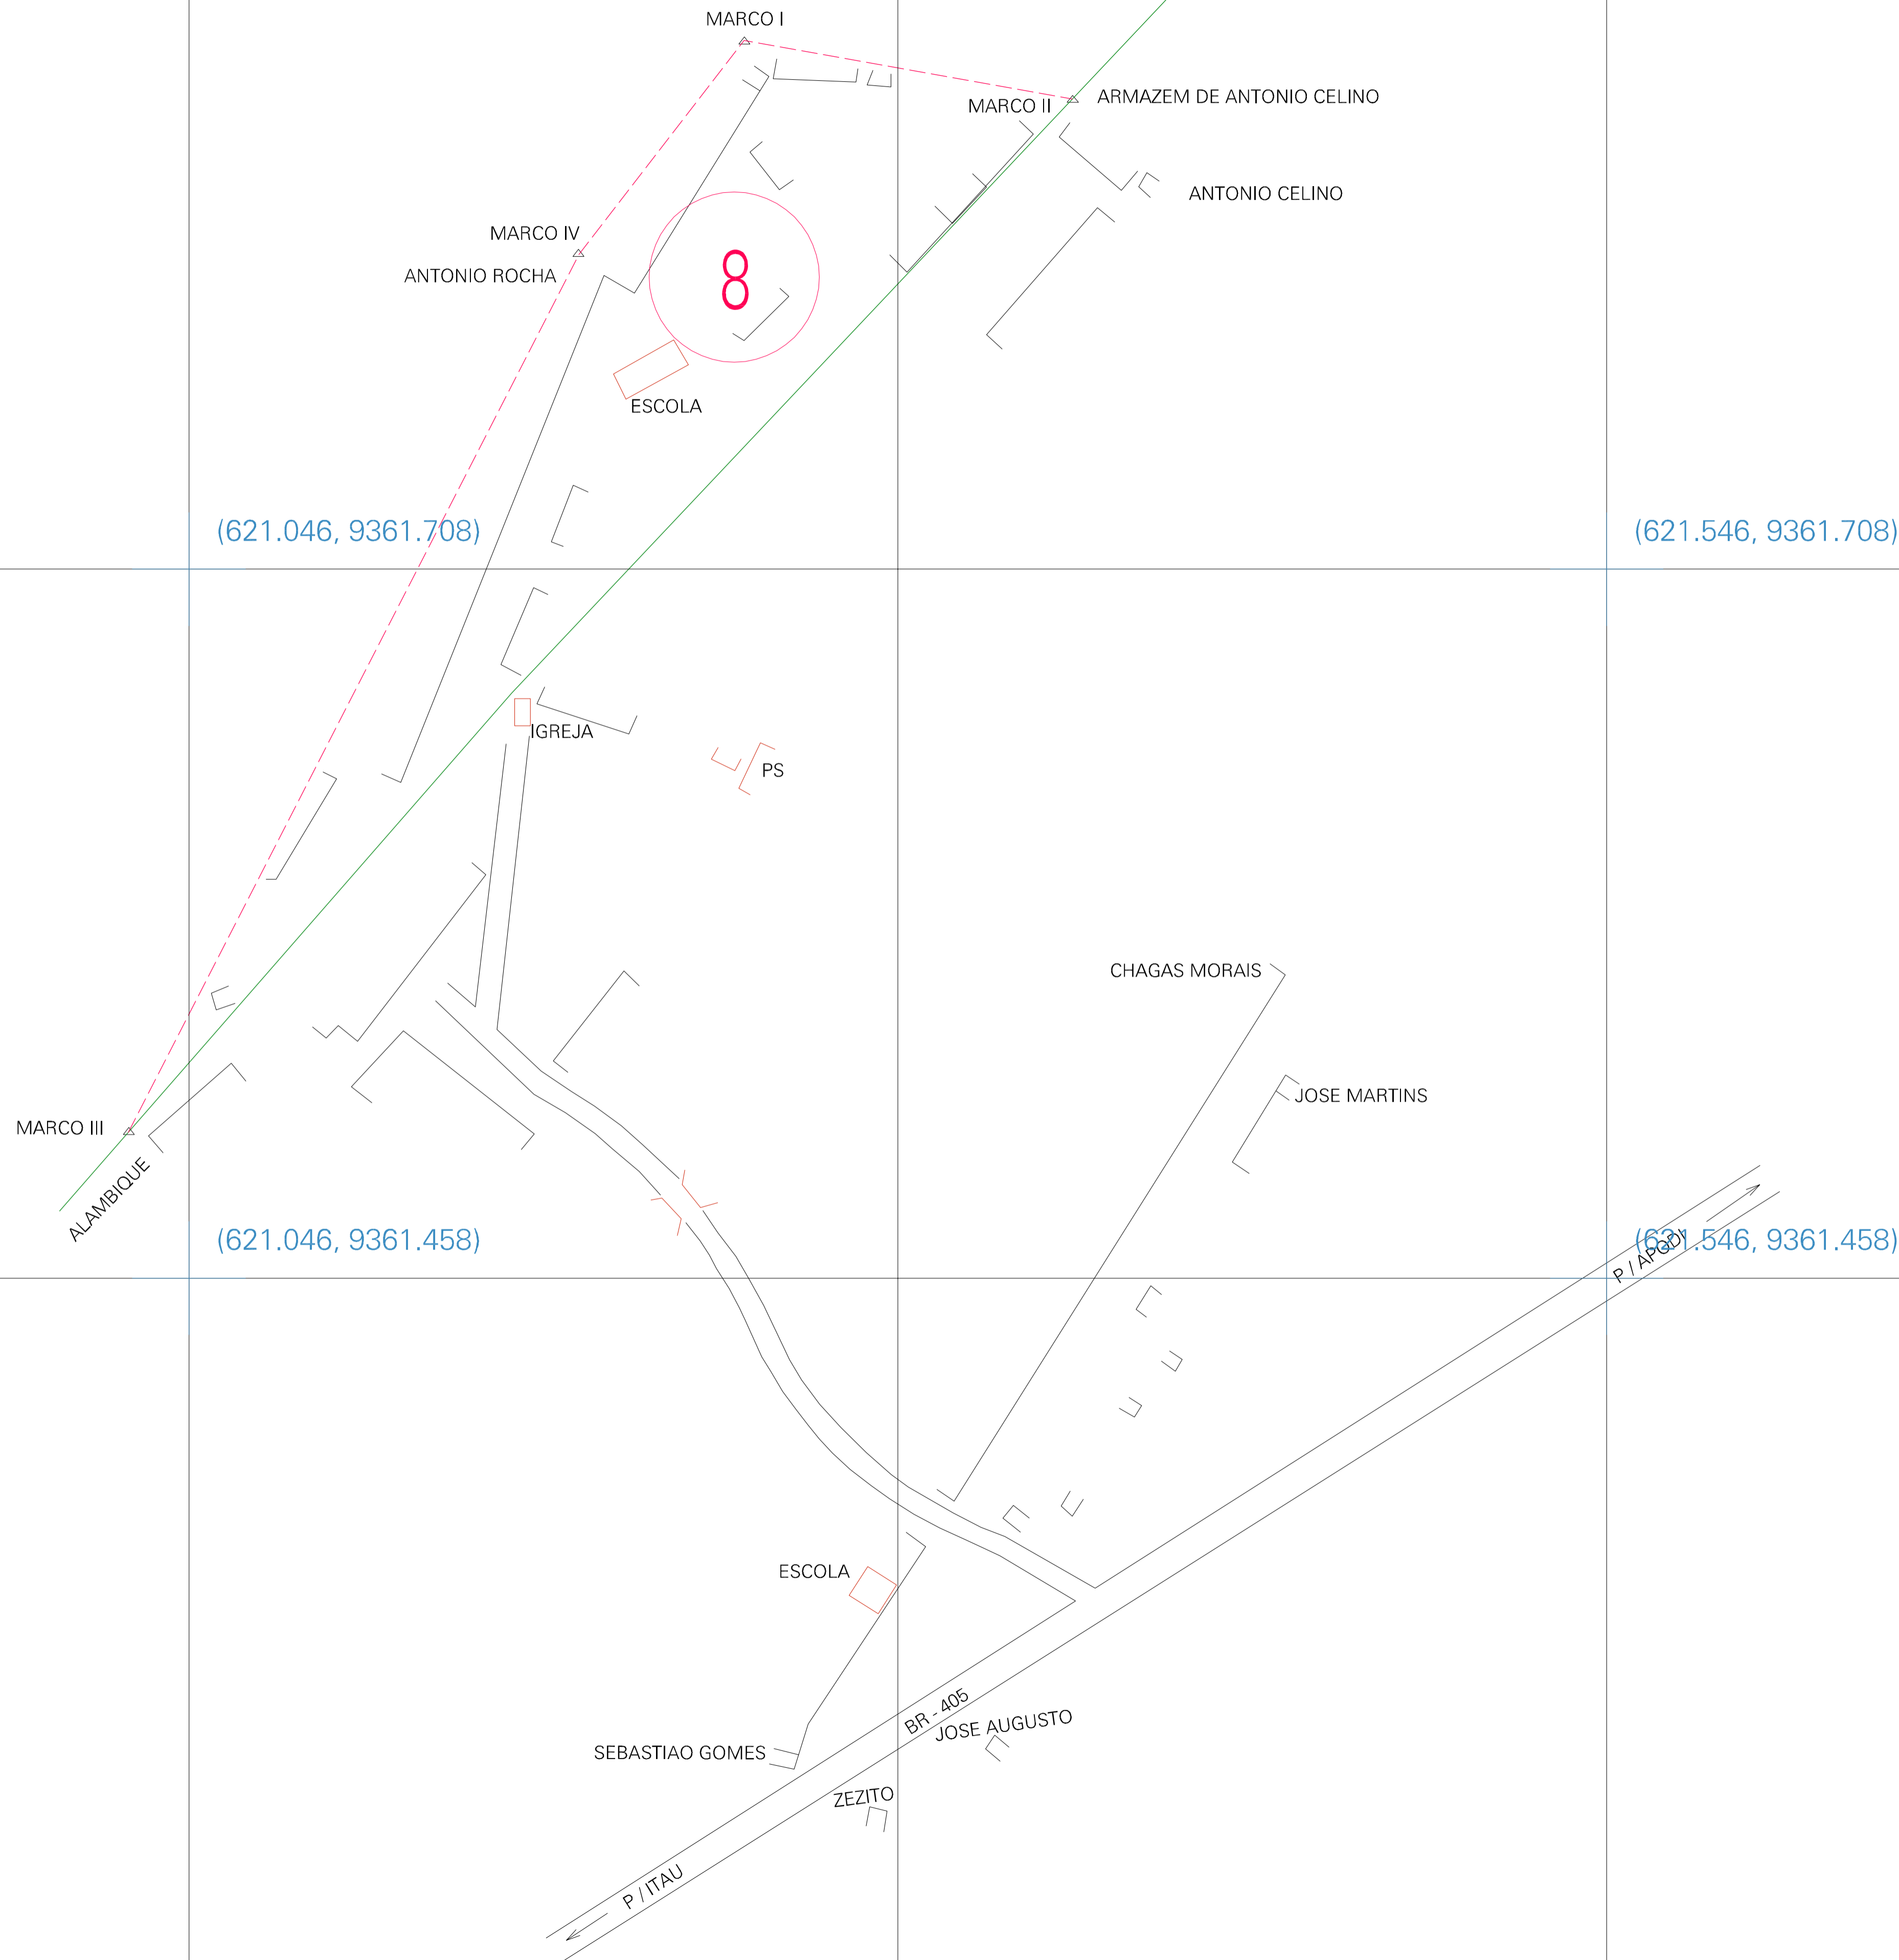 MARCO I
MARCO II
ARMAZEM DE ANTONIO CELINO
ANTONIO CELINO
MARCO IV
ANTONIO ROCHA
8
ESCOLA
(621.046, 9361.708)
(621.546, 9361.708)
IGREJA
PS
CHAGAS MORAIS
JOSE MARTINS
MARCO III
ALAMBIQUE
(621.046, 9361.458)
(621.546, 9361.458)
P / APODI
ESCOLA
BR - 405
JOSE AUGUSTO
SEBASTIAO GOMES
ZEZITO
P / ITAU